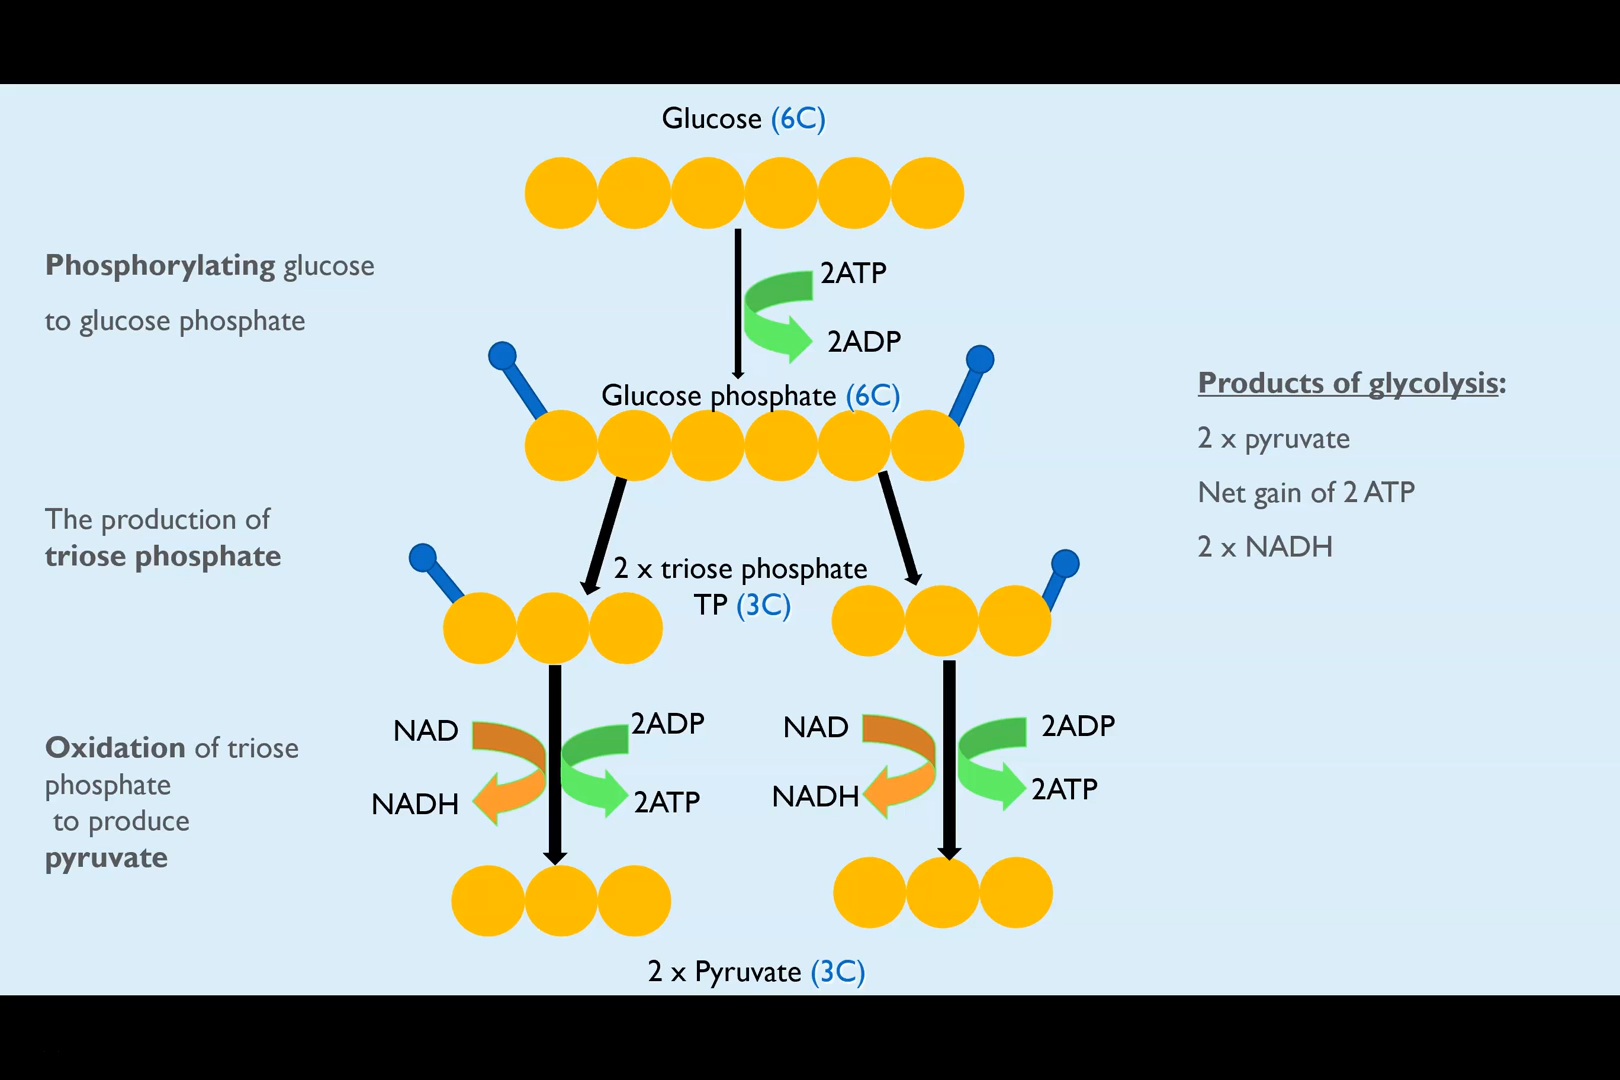 Glucose (6C)
Phosphorylating glucose
to glucose phosphate
2ATP
2ADP
Glucose phosphate (6C)
The production of
triose phosphate
2 x triose phosphate
TP (3C)
Oxidation of triose
phosphate
to produce
pyruvate
NAD
2ADP
NADH
2ATP
NAD
2ADP
NADH
2ATP
2 x Pyruvate (3C)
Products of glycolysis:
2 x pyruvate
Net gain of 2 ATP
2 x NADH